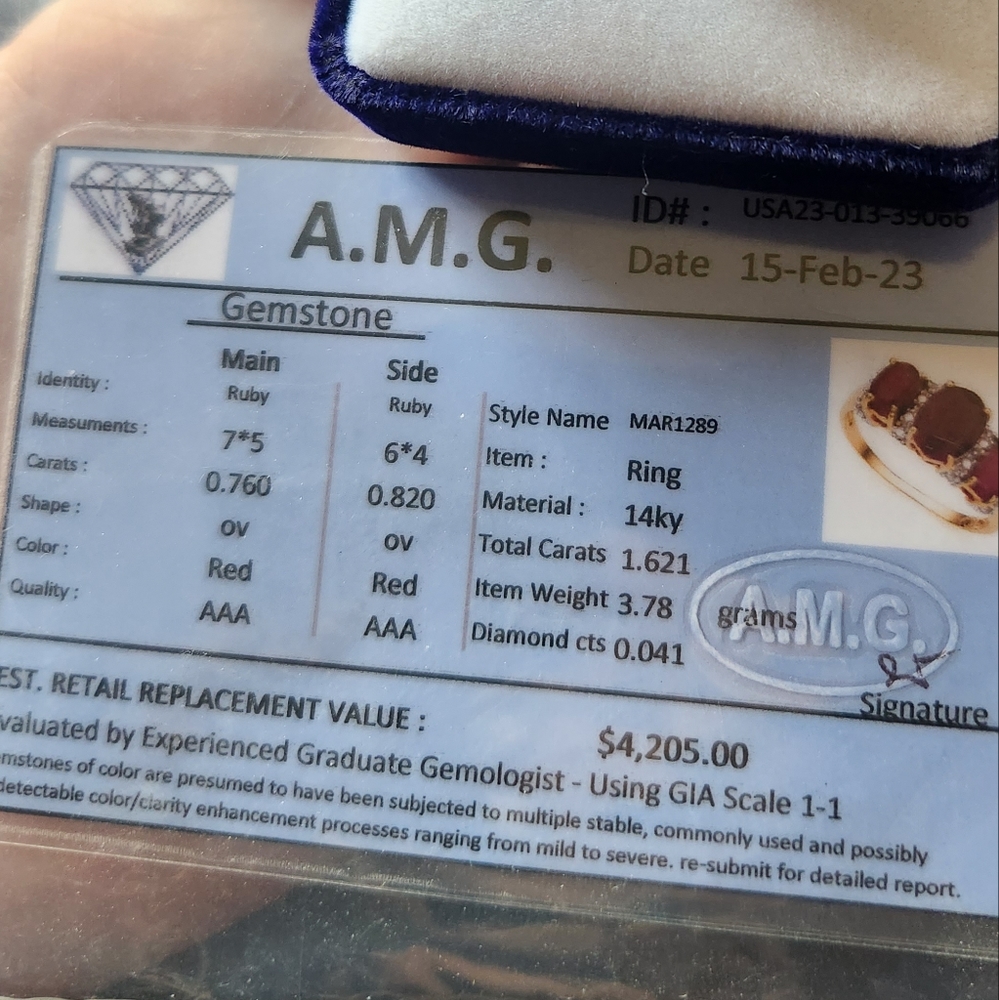 A.M.G.
ID# : USA23-013-39066
Date 15-Feb-23
Gemstone
Main Side
Identity : Ruby Ruby
Measuments : 7*5 6*4
Carats : 0.760 0.820
Shape : ov ov
Color : Red Red
Quality : AAA AAA
Style Name MAR1289
Item : Ring
Material : 14ky
Total Carats 1.621
Item Weight 3.78 grams
Diamond cts 0.041
A.M.G.
Signature
EST. RETAIL REPLACEMENT VALUE : $4,205.00
valuated by Experienced Graduate Gemologist - Using GIA Scale 1-1
mstones of color are presumed to have been subjected to multiple stable, commonly used and possibly
detectable color/clarity enhancement processes ranging from mild to severe. re-submit for detailed report.